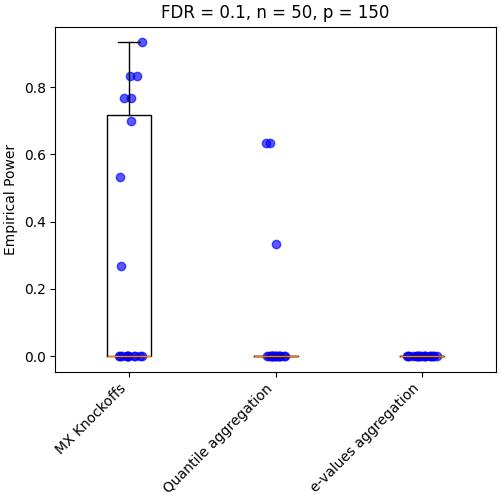 FDR = 0.1, n = 50, p = 150
Empirical Power
0.8
0.6
0.4
0.2
0.0
MX Knockoffs
Quantile aggregation
e-values aggregation